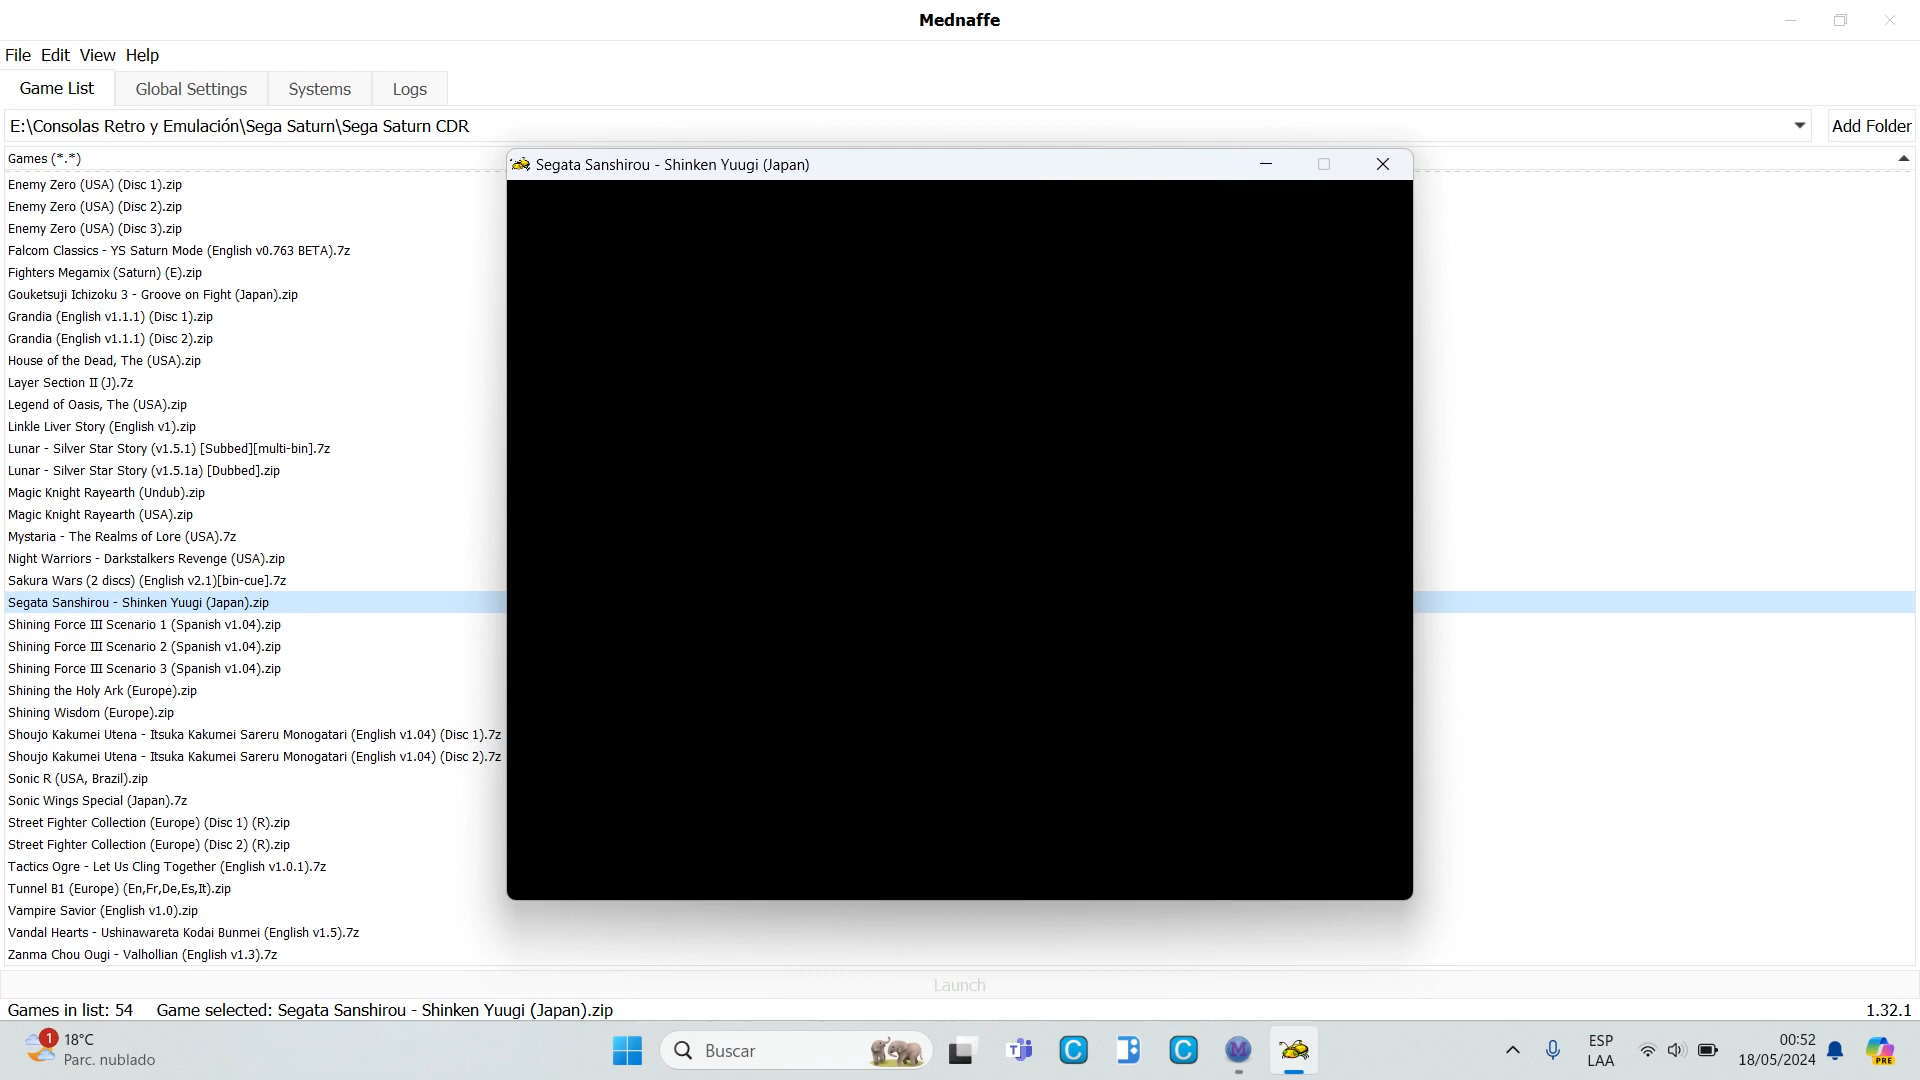 Mednaffe
File Edit View Help
Game List Global Settings Systems Logs
E:\Consolas Retro y Emulación\Sega Saturn\Sega Saturn CDR Add Folder
Games (*.*)
Segata Sanshirou - Shinken Yuugi (Japan)
Enemy Zero (USA) (Disc 1).zip
Enemy Zero (USA) (Disc 2).zip
Enemy Zero (USA) (Disc 3).zip
Falcom Classics - YS Saturn Mode (English v0.763 BETA).7z
Fighters Megamix (Saturn) (E).zip
Gouketsuji Ichizoku 3 - Groove on Fight (Japan).zip
Grandia (English v1.1.1) (Disc 1).zip
Grandia (English v1.1.1) (Disc 2).zip
House of the Dead, The (USA).zip
Layer Section II (J).7z
Legend of Oasis, The (USA).zip
Linkle Liver Story (English v1).zip
Lunar - Silver Star Story (v1.5.1) [Subbed][multi-bin].7z
Lunar - Silver Star Story (v1.5.1a) [Dubbed].zip
Magic Knight Rayearth (Undub).zip
Magic Knight Rayearth (USA).zip
Mystaria - The Realms of Lore (USA).7z
Night Warriors - Darkstalkers Revenge (USA).zip
Sakura Wars (2 discs) (English v2.1)[bin-cue].7z
Segata Sanshirou - Shinken Yuugi (Japan).zip
Shining Force III Scenario 1 (Spanish v1.04).zip
Shining Force III Scenario 2 (Spanish v1.04).zip
Shining Force III Scenario 3 (Spanish v1.04).zip
Shining the Holy Ark (Europe).zip
Shining Wisdom (Europe).zip
Shoujo Kakumei Utena - Itsuka Kakumei Sareru Monogatari (English v1.04) (Disc 1).7z
Shoujo Kakumei Utena - Itsuka Kakumei Sareru Monogatari (English v1.04) (Disc 2).7z
Sonic R (USA, Brazil).zip
Sonic Wings Special (Japan).7z
Street Fighter Collection (Europe) (Disc 1) (R).zip
Street Fighter Collection (Europe) (Disc 2) (R).zip
Tactics Ogre - Let Us Cling Together (English v1.0.1).7z
Tunnel B1 (Europe) (En,Fr,De,Es,It).zip
Vampire Savior (English v1.0).zip
Vandal Hearts - Ushinawareta Kodai Bunmei (English v1.5).7z
Zanma Chou Ougi - Valhollian (English v1.3).7z
Launch
Games in list: 54 Game selected: Segata Sanshirou - Shinken Yuugi (Japan).zip 1.32.1
1 18°C
Parc. nublado
Buscar
ESP
LAA
00:52
18/05/2024
PRE